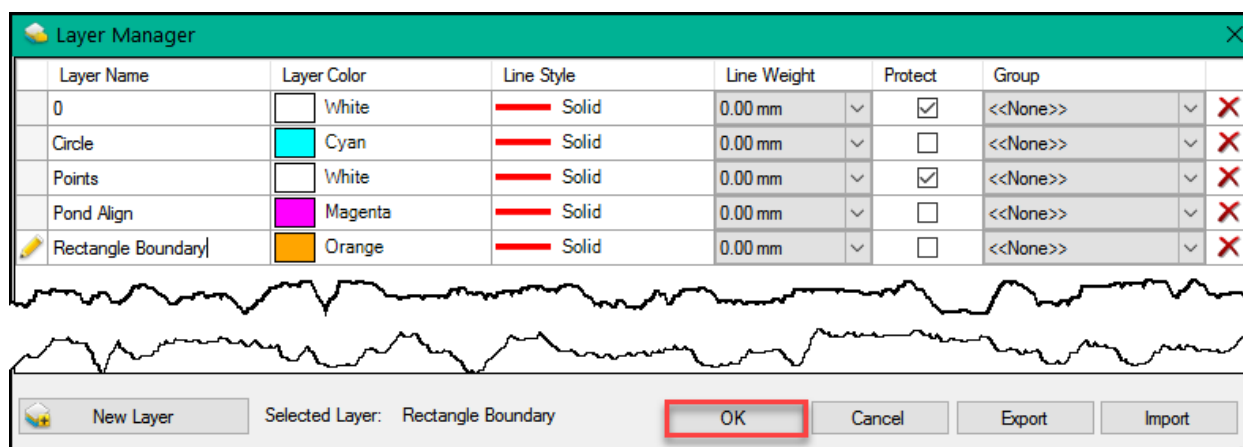 Layer Manager
Layer Name Layer Color Line Style Line Weight Protect Group
0 White Solid 0.00 mm <<None>>
Circle Cyan Solid 0.00 mm <<None>>
Points White Solid 0.00 mm <<None>>
Pond Align Magenta Solid 0.00 mm <<None>>
Rectangle Boundary Orange Solid 0.00 mm <<None>>
New Layer Selected Layer: Rectangle Boundary OK Cancel Export Import